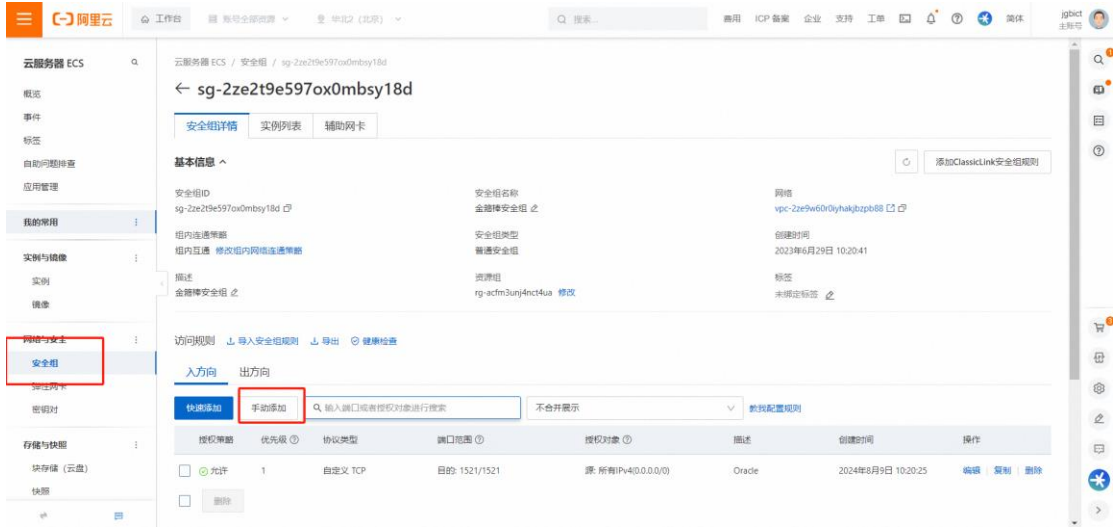 阿里云 工作台 账号全部资源 华北2 (北京) 搜索... 费用 ICP 备案 企业 支持 工单 简体 jgbict
主账号
云服务器 ECS
概览
事件
标签
自助问题排查
应用管理
我的常用
实例与镜像
实例
镜像
网络与安全
安全组
弹性网卡
密钥对
存储与快照
块存储 (云盘)
快照
云服务器 ECS / 安全组 / sg-2ze2t9e597ox0mbsy18d
← sg-2ze2t9e597ox0mbsy18d
安全组详情 实例列表 辅助网卡
基本信息 添加ClassicLink安全组规则
安全组ID 安全组名称 网络
sg-2ze2t9e597ox0mbsy18d 金箍棒安全组 vpc-2ze9w60r0iyhakjbzpb88
组内连通策略 安全组类型 创建时间
组内互通 修改组内网络连通策略 普通安全组 2023年6月29日 10:20:41
描述 资源组 标签
金箍棒安全组 rg-acfm3unj4nct4ua 修改 未绑定标签
访问规则 导入安全组规则 导出 健康检查
入方向 出方向
快速添加 手动添加 输入端口或者授权对象进行搜索 不合并展示 教我配置规则
授权策略 优先级 协议类型 端口范围 授权对象 描述 创建时间 操作
允许 1 自定义 TCP 目的: 1521/1521 源: 所有IPv4(0.0.0.0/0) Oracle 2024年8月9日 10:20:25 编辑 复制 删除
删除